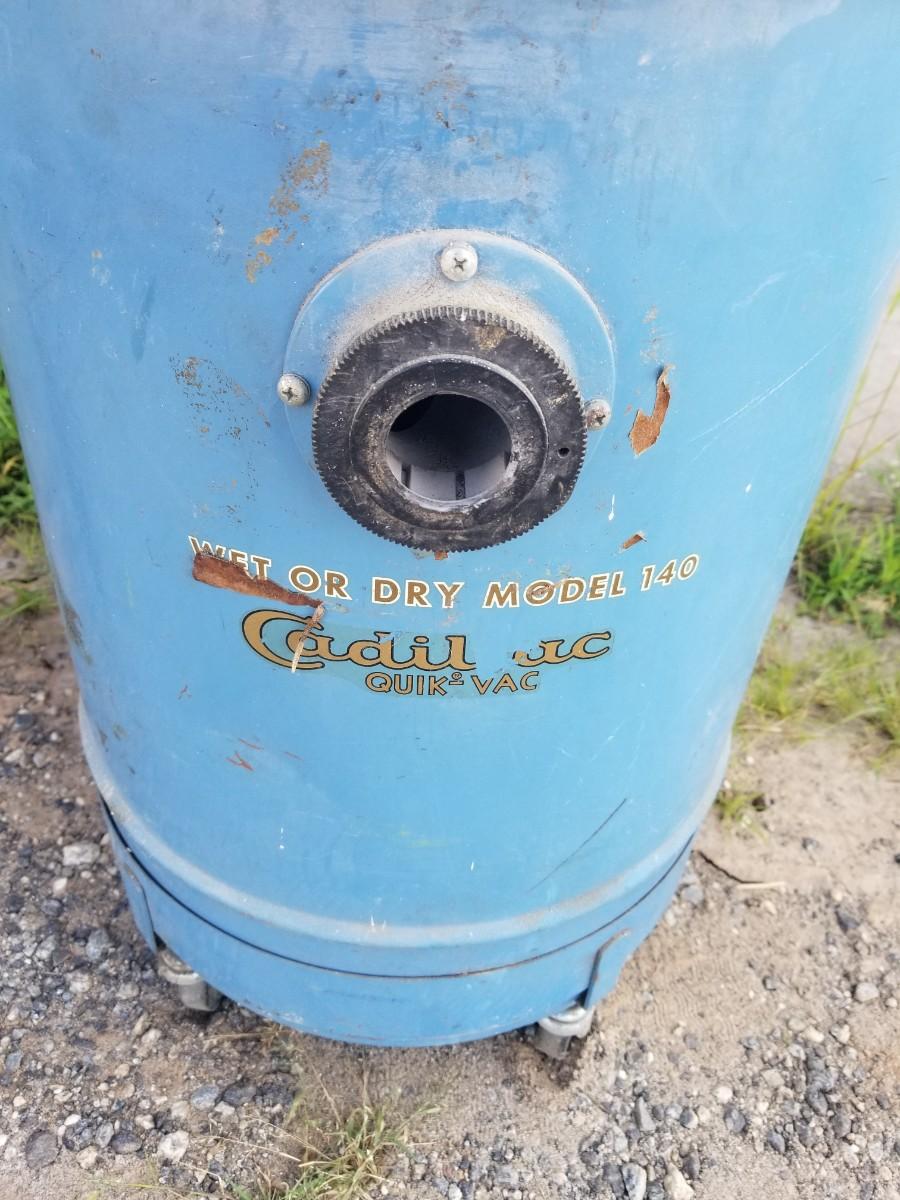 WET OR DRY MODEL 140
Cadillac
QUIK VAC